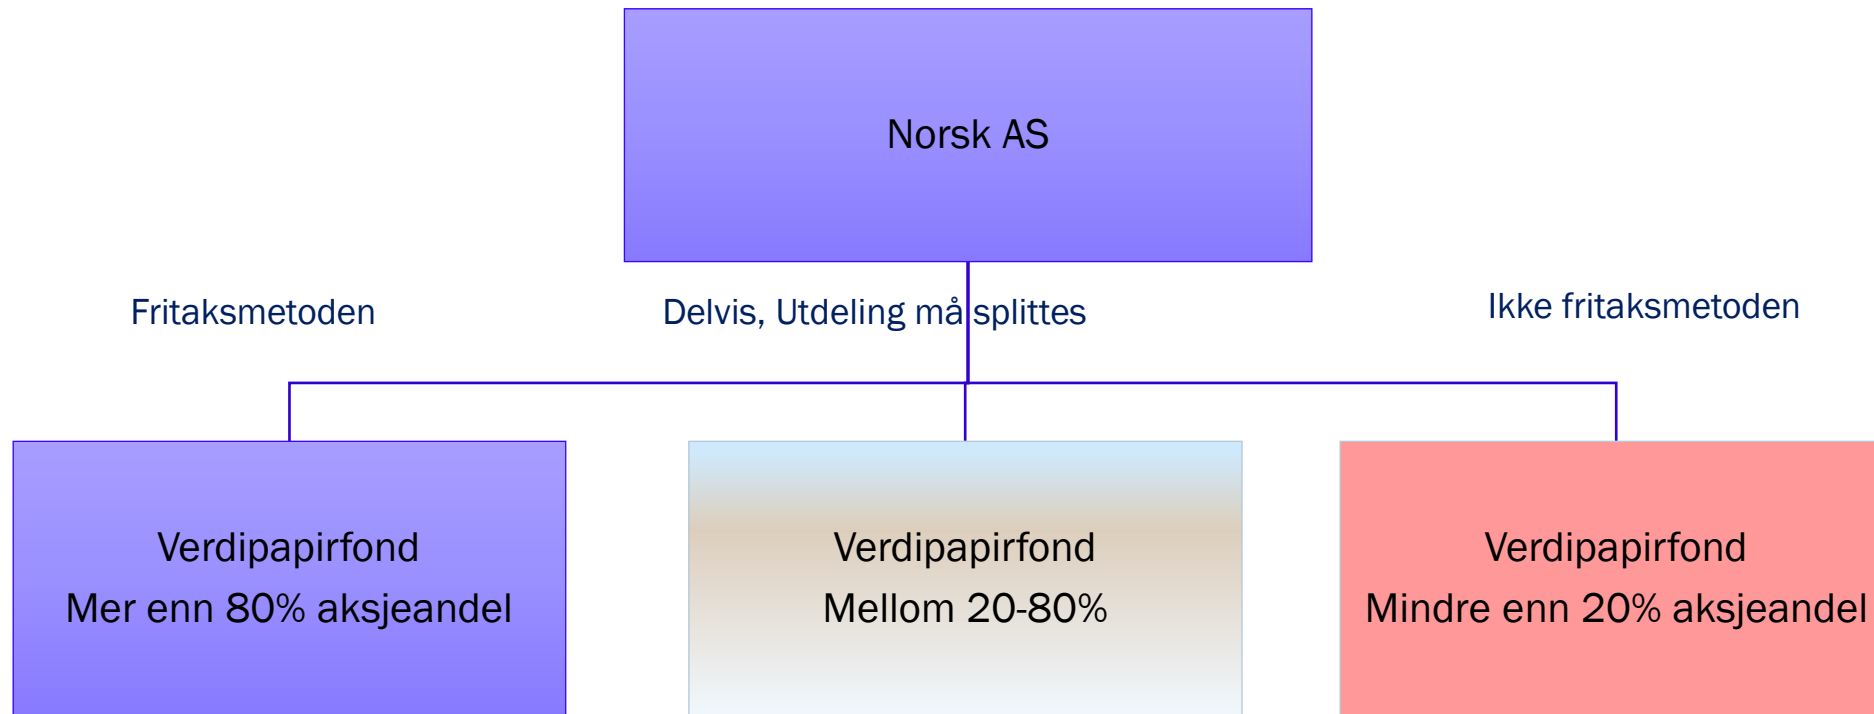 Norsk AS
Fritaksmetoden
Delvis, Utdeling må splittes
Ikke fritaksmetoden
Verdipapirfond
Mer enn 80% aksjeandel
Verdipapirfond
Mellom 20-80%
Verdipapirfond
Mindre enn 20% aksjeandel